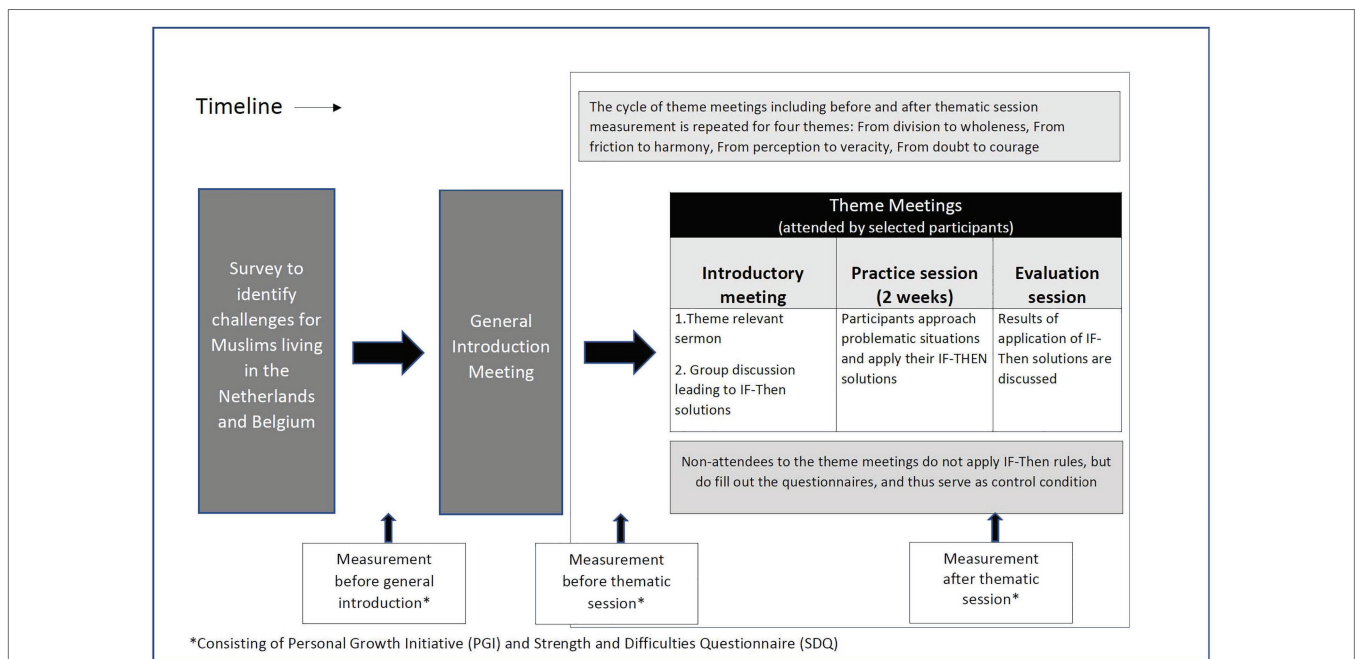 Timeline
The cycle of theme meetings including before and after thematic session
measurement is repeated for four themes: From division to wholeness, From
friction to harmony, From perception to veracity, From doubt to courage
Survey to
identify
challenges for
Muslims living
in the
Netherlands
and Belgium
General
Introduction
Meeting
Theme Meetings
(attended by selected participants)
Introductory
meeting
1.Theme relevant
sermon
2. Group discussion
leading to IF-Then
solutions
Practice session
(2 weeks)
Participants approach
problematic situations
and apply their IF-THEN
solutions
Evaluation
session
Results of
application of IF-
Then solutions are
discussed
Non-attendees to the theme meetings do not apply IF-Then rules, but
do fill out the questionnaires, and thus serve as control condition
Measurement
before general
introduction*
Measurement
before thematic
session*
Measurement
after thematic
session*
*Consisting of Personal Growth Initiative (PGI) and Strength and Difficulties Questionnaire (SDQ)